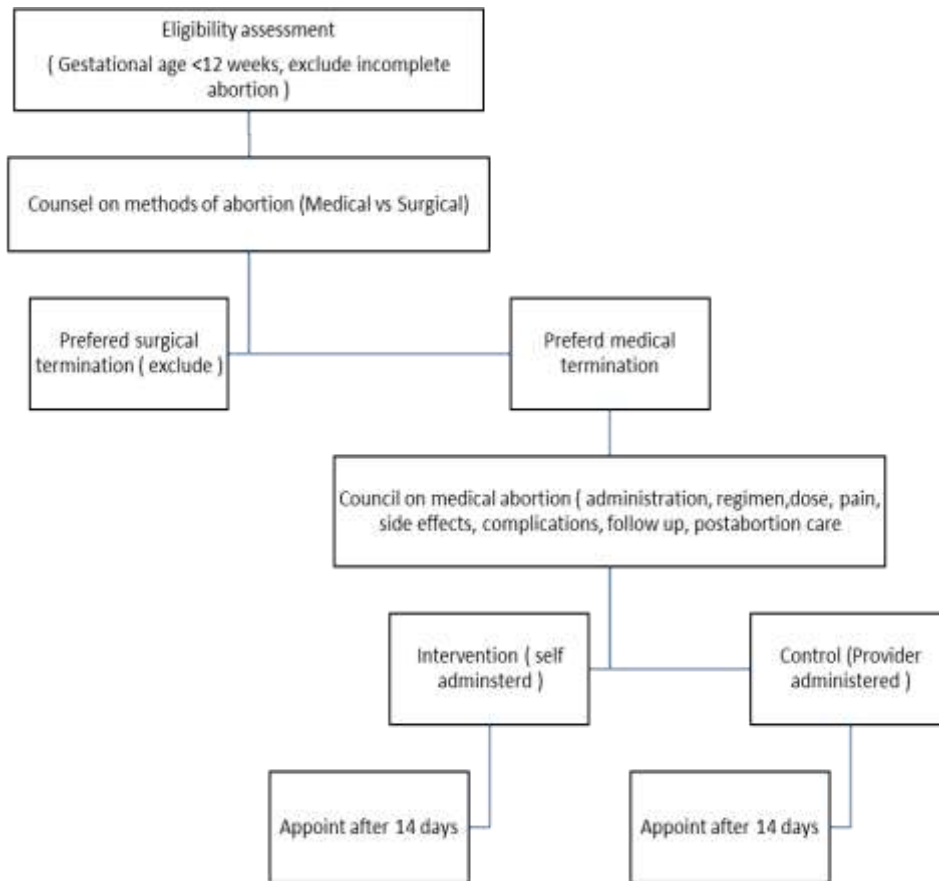 Eligibility assessment
( Gestational age <12 weeks, exclude incomplete
abortion )
Counsel on methods of abortion (Medical vs Surgical)
Prefered surgical
termination ( exclude )
Preferd medical
termination
Council on medical abortion ( administration, regimen,dose, pain,
side effects, complications, follow up, postabortion care
Intervention ( self
adminsterd )
Control (Provider
administered )
Appoint after 14 days
Appoint after 14 days